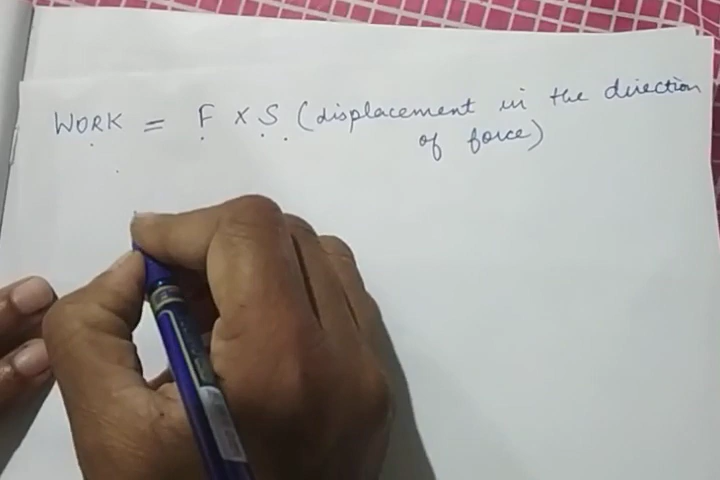 WORK = F X S (displacement in the direction
of force)